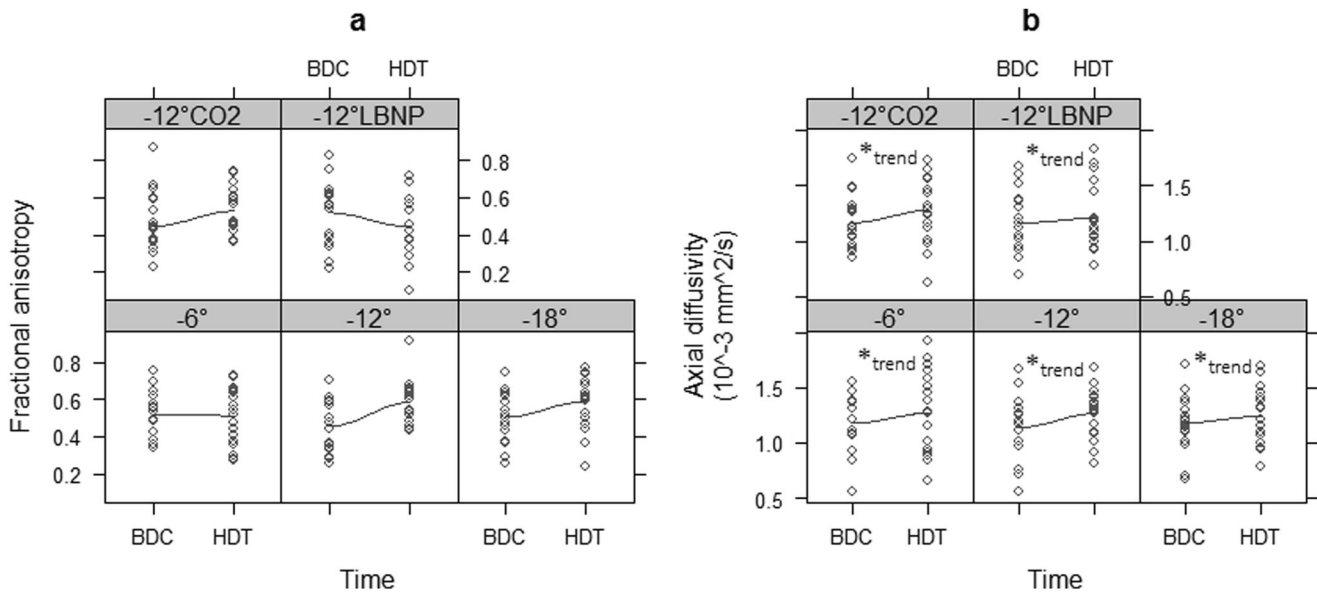 a
BDC HDT
-12°CO2 -12°LBNP
0.8
0.6
0.4
0.2
-6° -12° -18°
0.8
0.6
0.4
0.2
BDC HDT BDC HDT
Time
Fractional anisotropy
b
BDC HDT
-12°CO2 -12°LBNP
*trend *trend
1.5
1.0
0.5
-6° -12° -18°
*trend *trend *trend
1.5
1.0
0.5
BDC HDT BDC HDT
Time
Axial diffusivity
(10^-3 mm^2/s)